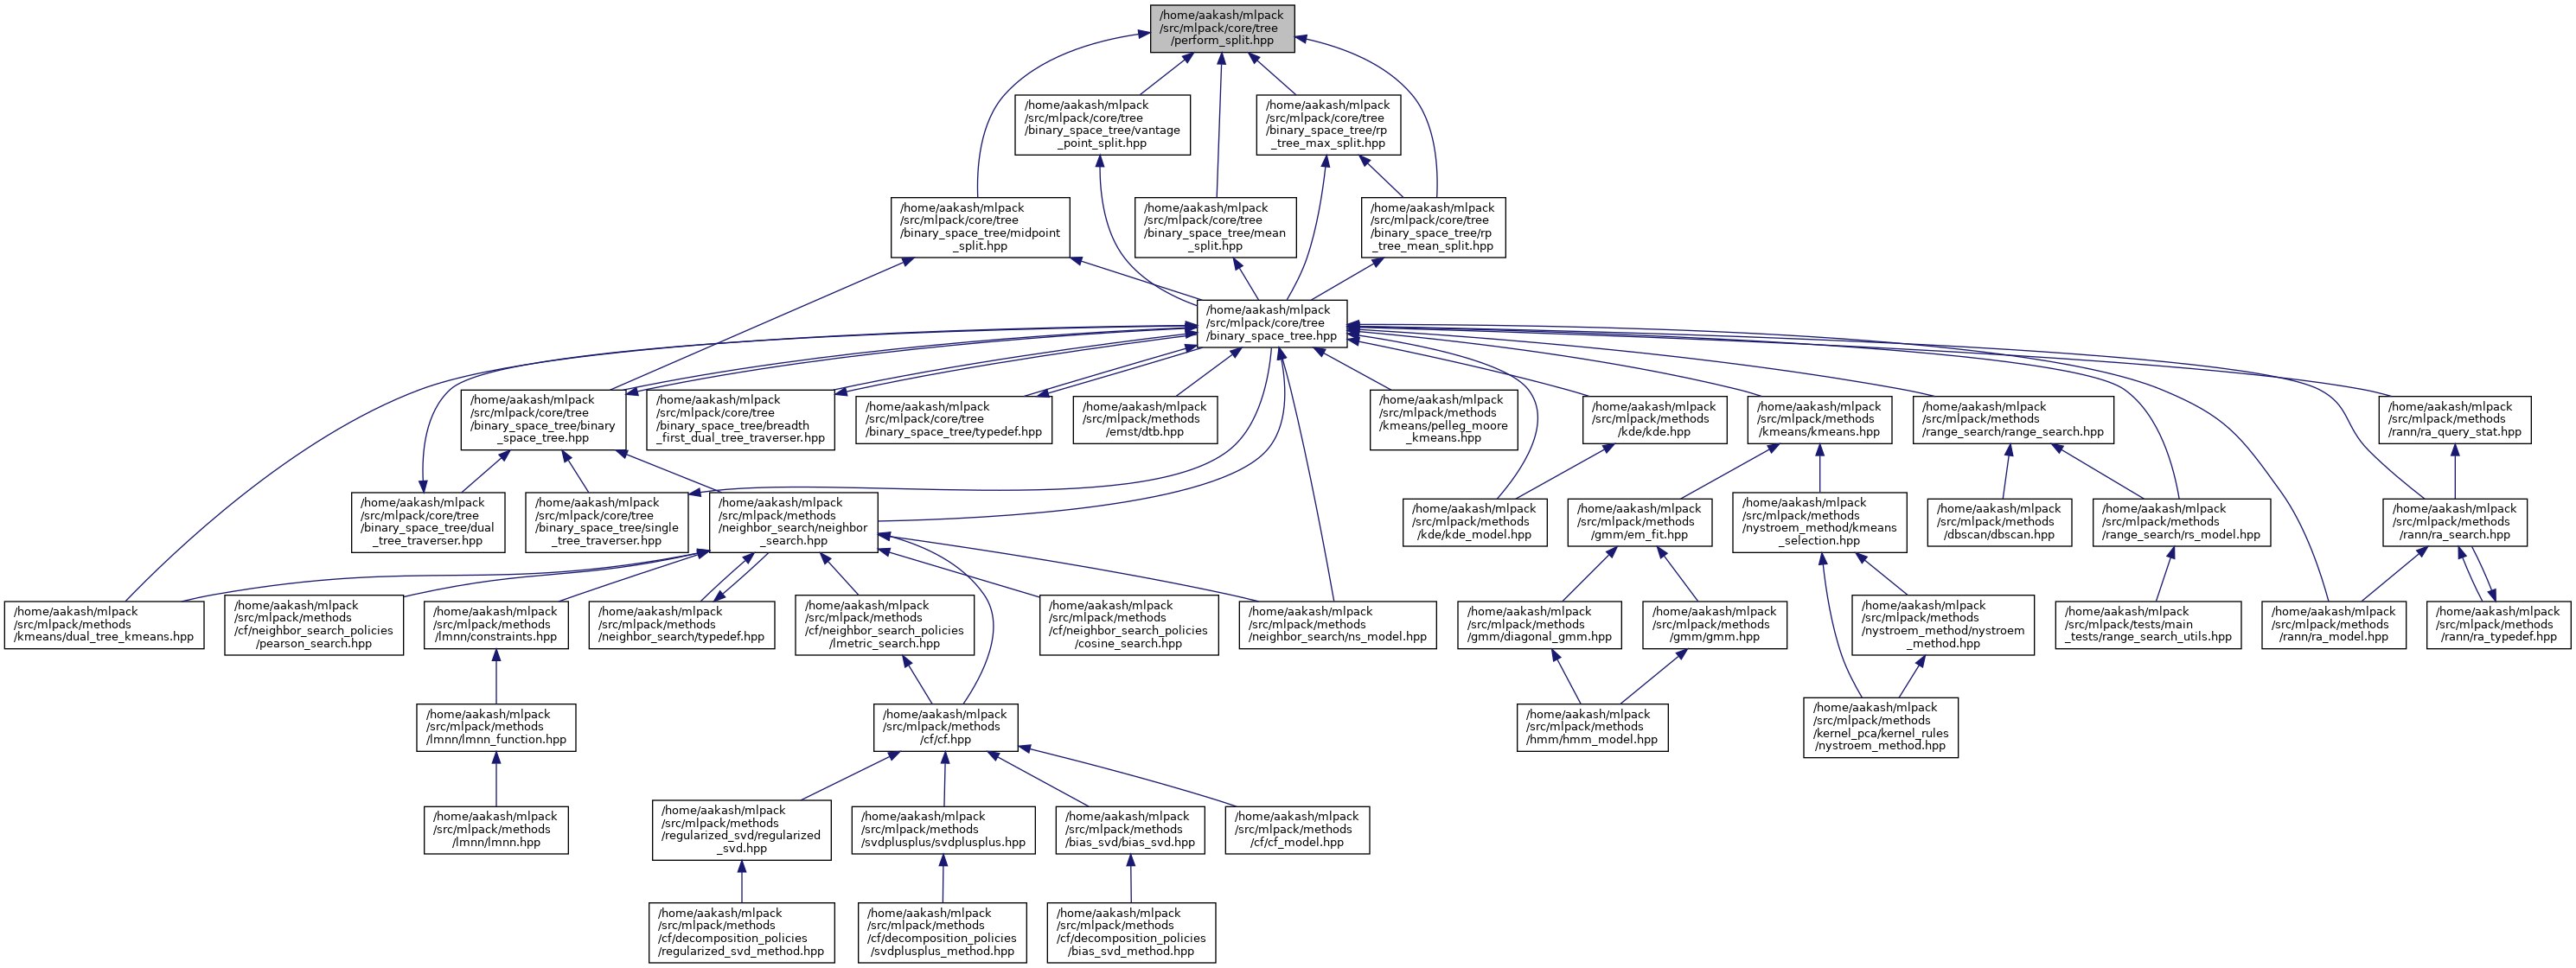 /home/aakash/mlpack
/src/mlpack/core/tree
/perform_split.hpp
/home/aakash/mlpack
/src/mlpack/core/tree
/binary_space_tree/vantage
_point_split.hpp
/home/aakash/mlpack
/src/mlpack/core/tree
/binary_space_tree/rp
_tree_max_split.hpp
/home/aakash/mlpack
/src/mlpack/core/tree
/binary_space_tree/midpoint
_split.hpp
/home/aakash/mlpack
/src/mlpack/core/tree
/binary_space_tree/mean
_split.hpp
/home/aakash/mlpack
/src/mlpack/core/tree
/binary_space_tree/rp
_tree_mean_split.hpp
/home/aakash/mlpack
/src/mlpack/core/tree
/binary_space_tree.hpp
/home/aakash/mlpack
/src/mlpack/core/tree
/binary_space_tree/binary
_space_tree.hpp
/home/aakash/mlpack
/src/mlpack/core/tree
/binary_space_tree/breadth
_first_dual_tree_traverser.hpp
/home/aakash/mlpack
/src/mlpack/core/tree
/binary_space_tree/typedef.hpp
/home/aakash/mlpack
/src/mlpack/methods
/emst/dtb.hpp
/home/aakash/mlpack
/src/mlpack/methods
/kmeans/pelleg_moore
_kmeans.hpp
/home/aakash/mlpack
/src/mlpack/methods
/kde/kde.hpp
/home/aakash/mlpack
/src/mlpack/methods
/kmeans/kmeans.hpp
/home/aakash/mlpack
/src/mlpack/methods
/range_search/range_search.hpp
/home/aakash/mlpack
/src/mlpack/methods
/rann/ra_query_stat.hpp
/home/aakash/mlpack
/src/mlpack/core/tree
/binary_space_tree/dual
_tree_traverser.hpp
/home/aakash/mlpack
/src/mlpack/core/tree
/binary_space_tree/single
_tree_traverser.hpp
/home/aakash/mlpack
/src/mlpack/methods
/neighbor_search/neighbor
_search.hpp
/home/aakash/mlpack
/src/mlpack/methods
/kde/kde_model.hpp
/home/aakash/mlpack
/src/mlpack/methods
/gmm/em_fit.hpp
/home/aakash/mlpack
/src/mlpack/methods
/nystroem_method/kmeans
_selection.hpp
/home/aakash/mlpack
/src/mlpack/methods
/dbscan/dbscan.hpp
/home/aakash/mlpack
/src/mlpack/methods
/range_search/rs_model.hpp
/home/aakash/mlpack
/src/mlpack/methods
/rann/ra_search.hpp
/home/aakash/mlpack
/src/mlpack/methods
/kmeans/dual_tree_kmeans.hpp
/home/aakash/mlpack
/src/mlpack/methods
/cf/neighbor_search_policies
/pearson_search.hpp
/home/aakash/mlpack
/src/mlpack/methods
/lmnn/constraints.hpp
/home/aakash/mlpack
/src/mlpack/methods
/neighbor_search/typedef.hpp
/home/aakash/mlpack
/src/mlpack/methods
/cf/neighbor_search_policies
/lmetric_search.hpp
/home/aakash/mlpack
/src/mlpack/methods
/cf/neighbor_search_policies
/cosine_search.hpp
/home/aakash/mlpack
/src/mlpack/methods
/neighbor_search/ns_model.hpp
/home/aakash/mlpack
/src/mlpack/methods
/gmm/diagonal_gmm.hpp
/home/aakash/mlpack
/src/mlpack/methods
/gmm/gmm.hpp
/home/aakash/mlpack
/src/mlpack/methods
/nystroem_method/nystroem
_method.hpp
/home/aakash/mlpack
/src/mlpack/tests/main
_tests/range_search_utils.hpp
/home/aakash/mlpack
/src/mlpack/methods
/rann/ra_model.hpp
/home/aakash/mlpack
/src/mlpack/methods
/rann/ra_typedef.hpp
/home/aakash/mlpack
/src/mlpack/methods
/lmnn/lmnn_function.hpp
/home/aakash/mlpack
/src/mlpack/methods
/cf/cf.hpp
/home/aakash/mlpack
/src/mlpack/methods
/hmm/hmm_model.hpp
/home/aakash/mlpack
/src/mlpack/methods
/kernel_pca/kernel_rules
/nystroem_method.hpp
/home/aakash/mlpack
/src/mlpack/methods
/lmnn/lmnn.hpp
/home/aakash/mlpack
/src/mlpack/methods
/regularized_svd/regularized
_svd.hpp
/home/aakash/mlpack
/src/mlpack/methods
/svdplusplus/svdplusplus.hpp
/home/aakash/mlpack
/src/mlpack/methods
/bias_svd/bias_svd.hpp
/home/aakash/mlpack
/src/mlpack/methods
/cf/cf_model.hpp
/home/aakash/mlpack
/src/mlpack/methods
/cf/decomposition_policies
/regularized_svd_method.hpp
/home/aakash/mlpack
/src/mlpack/methods
/cf/decomposition_policies
/svdplusplus_method.hpp
/home/aakash/mlpack
/src/mlpack/methods
/cf/decomposition_policies
/bias_svd_method.hpp